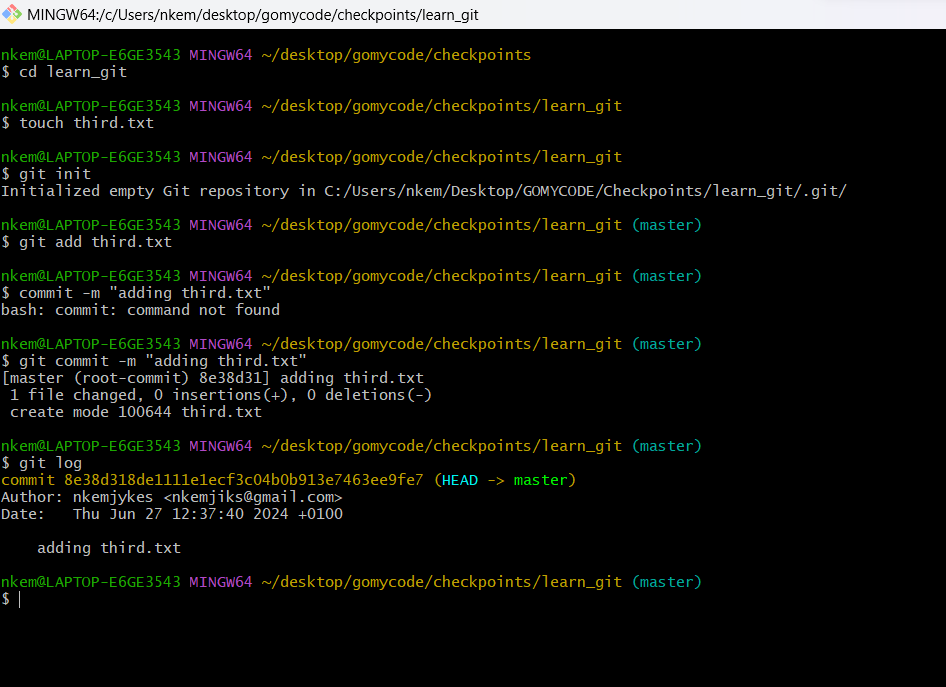 MINGW64:/c/Users/nkem/desktop/gomycode/checkpoints/learn_git
nkem@LAPTOP-E6GE3543 MINGW64 ~/desktop/gomycode/checkpoints
$ cd learn_git
nkem@LAPTOP-E6GE3543 MINGW64 ~/desktop/gomycode/checkpoints/learn_git
$ touch third.txt
nkem@LAPTOP-E6GE3543 MINGW64 ~/desktop/gomycode/checkpoints/learn_git
$ git init
Initialized empty Git repository in C:/Users/nkem/Desktop/GOMYCODE/Checkpoints/learn_git/.git/
nkem@LAPTOP-E6GE3543 MINGW64 ~/desktop/gomycode/checkpoints/learn_git (master)
$ git add third.txt
nkem@LAPTOP-E6GE3543 MINGW64 ~/desktop/gomycode/checkpoints/learn_git (master)
$ commit -m "adding third.txt"
bash: commit: command not found
nkem@LAPTOP-E6GE3543 MINGW64 ~/desktop/gomycode/checkpoints/learn_git (master)
$ git commit -m "adding third.txt"
[master (root-commit) 8e38d31] adding third.txt
 1 file changed, 0 insertions(+), 0 deletions(-)
 create mode 100644 third.txt
nkem@LAPTOP-E6GE3543 MINGW64 ~/desktop/gomycode/checkpoints/learn_git (master)
$ git log
commit 8e38d318de1111e1ecf3c04b0b913e7463ee9fe7 (HEAD -> master)
Author: nkemjykes <nkemjiks@gmail.com>
Date:   Thu Jun 27 12:37:40 2024 +0100
    adding third.txt
nkem@LAPTOP-E6GE3543 MINGW64 ~/desktop/gomycode/checkpoints/learn_git (master)
$